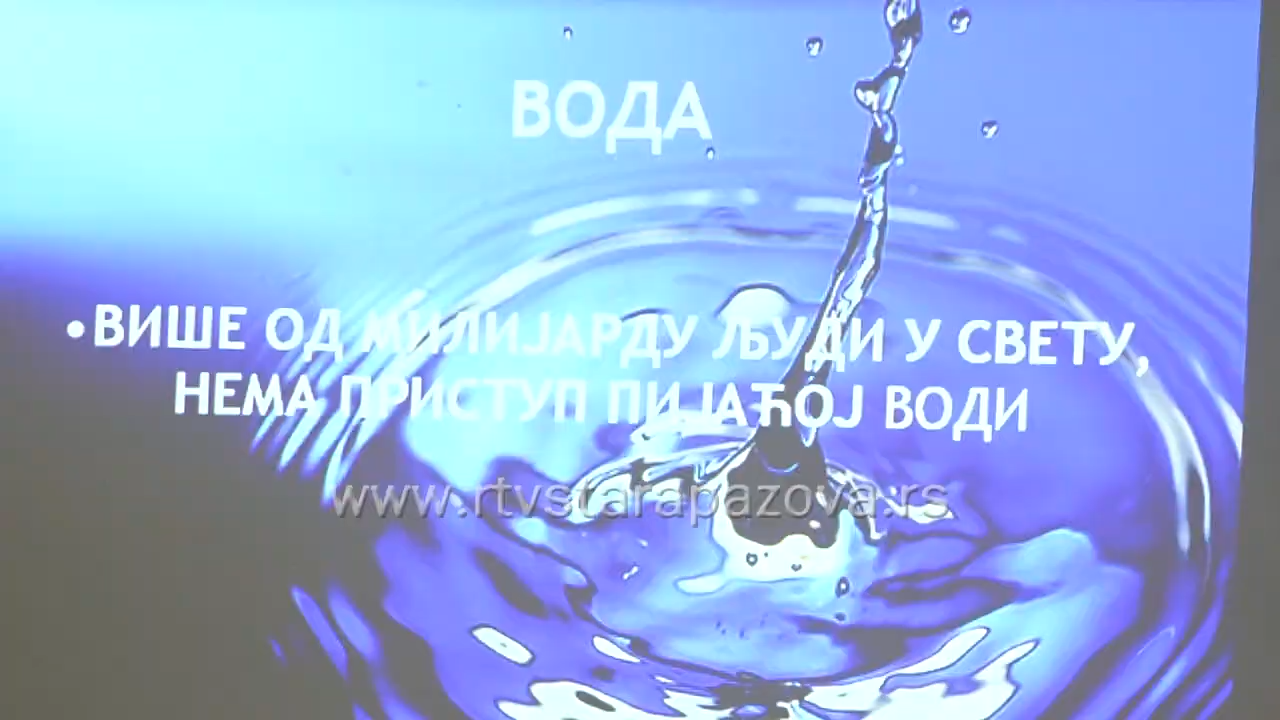 ВОДА
•ВИШЕ ОД МИЛИЈАРДУ ЉУДИ У СВЕТУ,
НЕМА ПРИСТУП ПИЈАЋОЈ ВОДИ
www.rtvstarapazova.rs